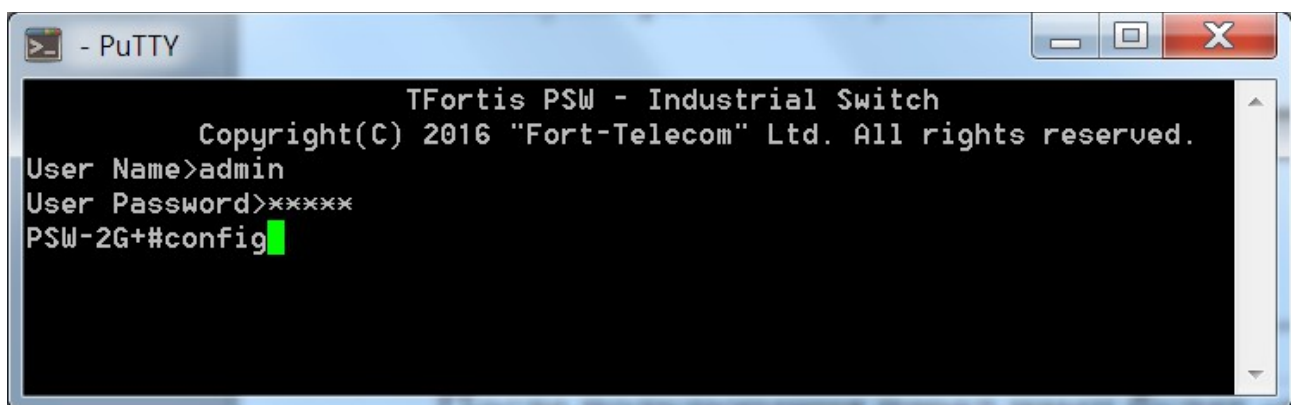 - PuTTY
TFortis PSW - Industrial Switch
Copyright(C) 2016 "Fort-Telecom" Ltd. All rights reserved.
User Name>admin
User Password>*****
PSW-2G+#config